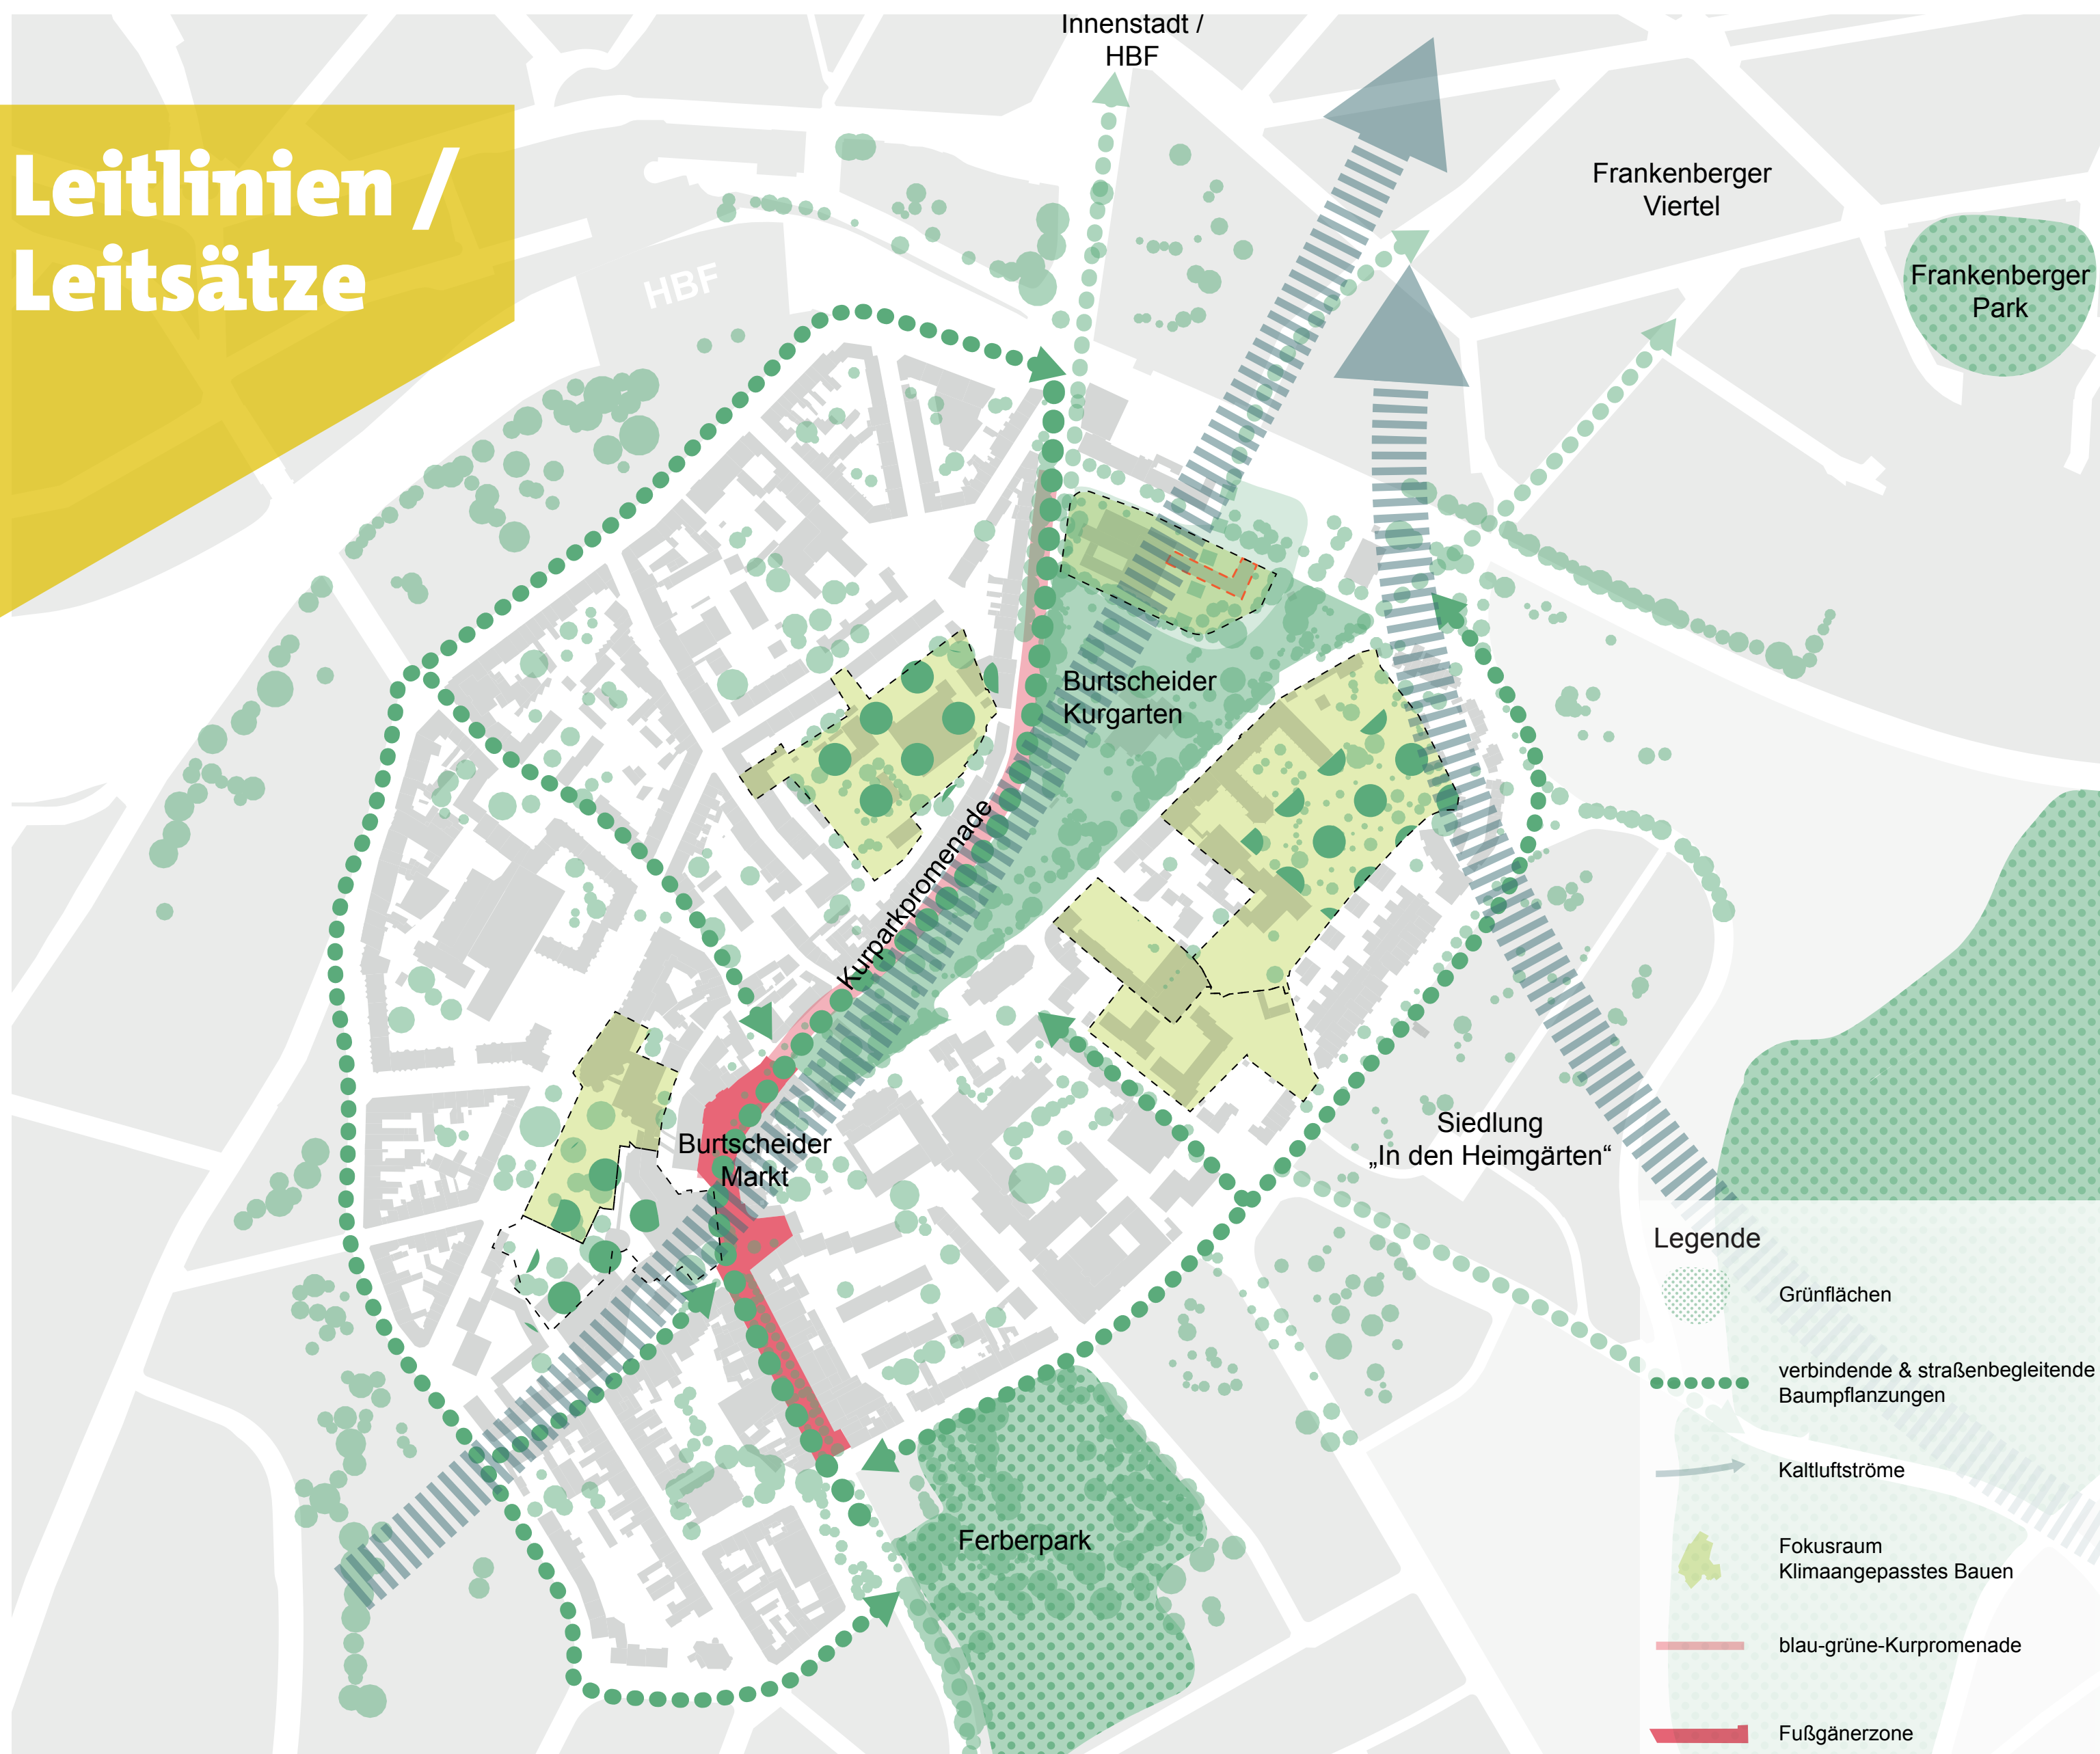 Innenstadt /
HBF
Leitlinien /
Leitsätze
HBF
Frankenberger
Viertel
Frankenberger
Park
Burtscheider
Kurgarten
Kurparkpromenade
Burtscheider
Markt
Siedlung
„In den Heimgärten“
Ferberpark
Legende
Grünflächen
verbindende & straßenbegleitende
Baumpflanzungen
Kaltluftströme
Fokusraum
Klimaangepasstes Bauen
blau-grüne-Kurpromenade
Fußgänerzone